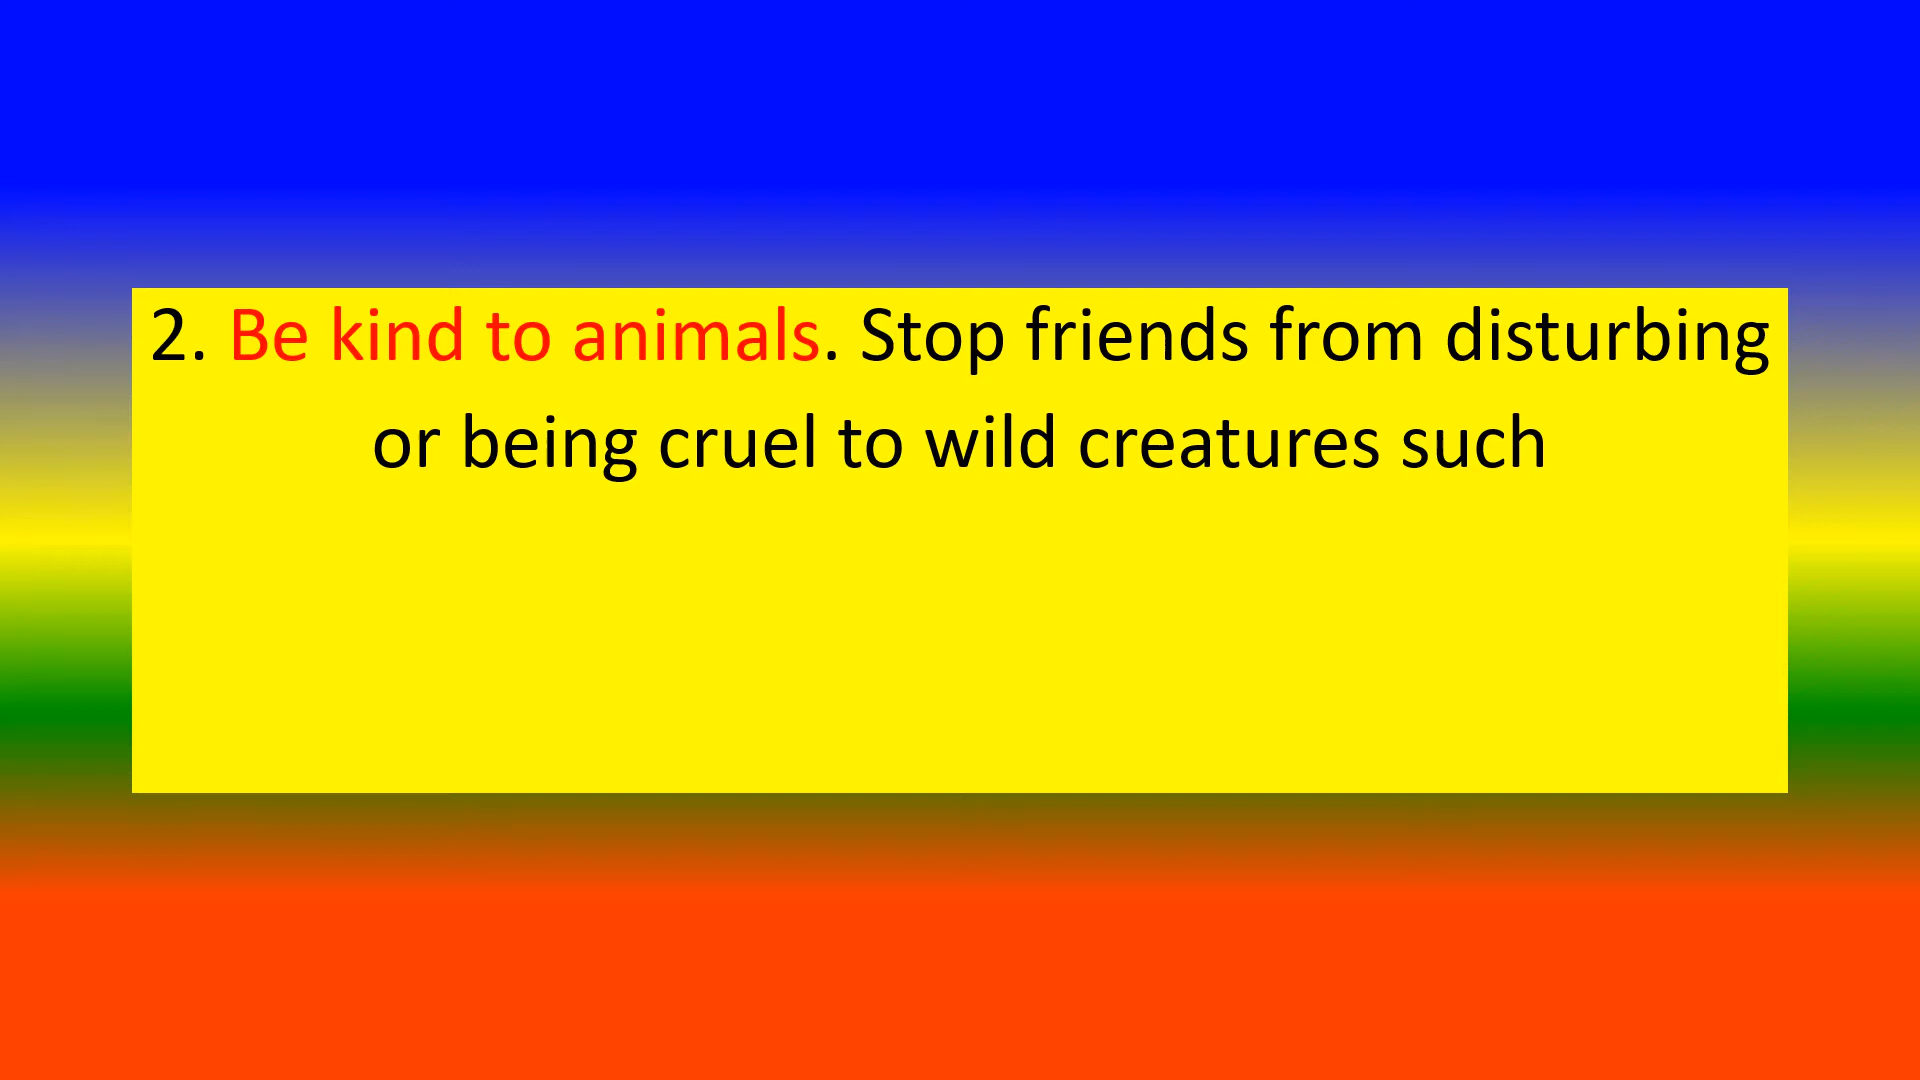 2. Be kind to animals. Stop friends from disturbing
or being cruel to wild creatures such